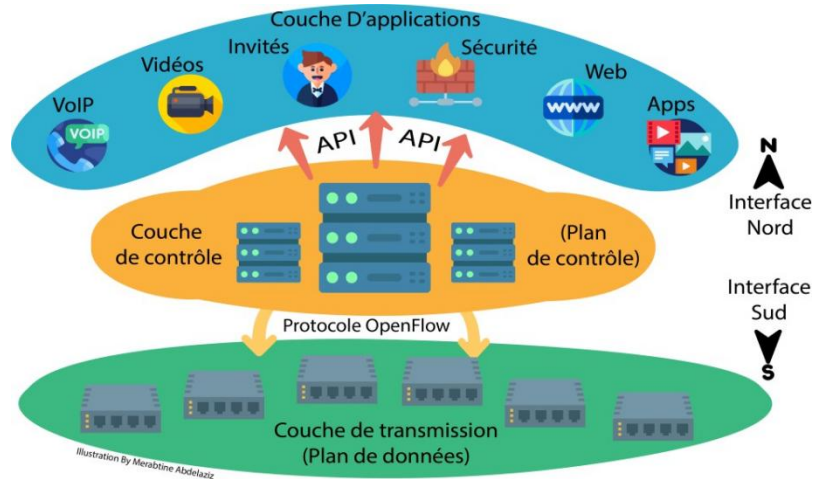 Couche D'applications
Invités
Sécurité
Vidéos
Web
VoIP
Apps
VOIP
WWW
API
API
N
Interface
Nord
Couche
de contrôle
(Plan
de contrôle)
Interface
Sud
S
Protocole OpenFlow
Couche de transmission
(Plan de données)
Illustration By Merabtine Abdelaziz